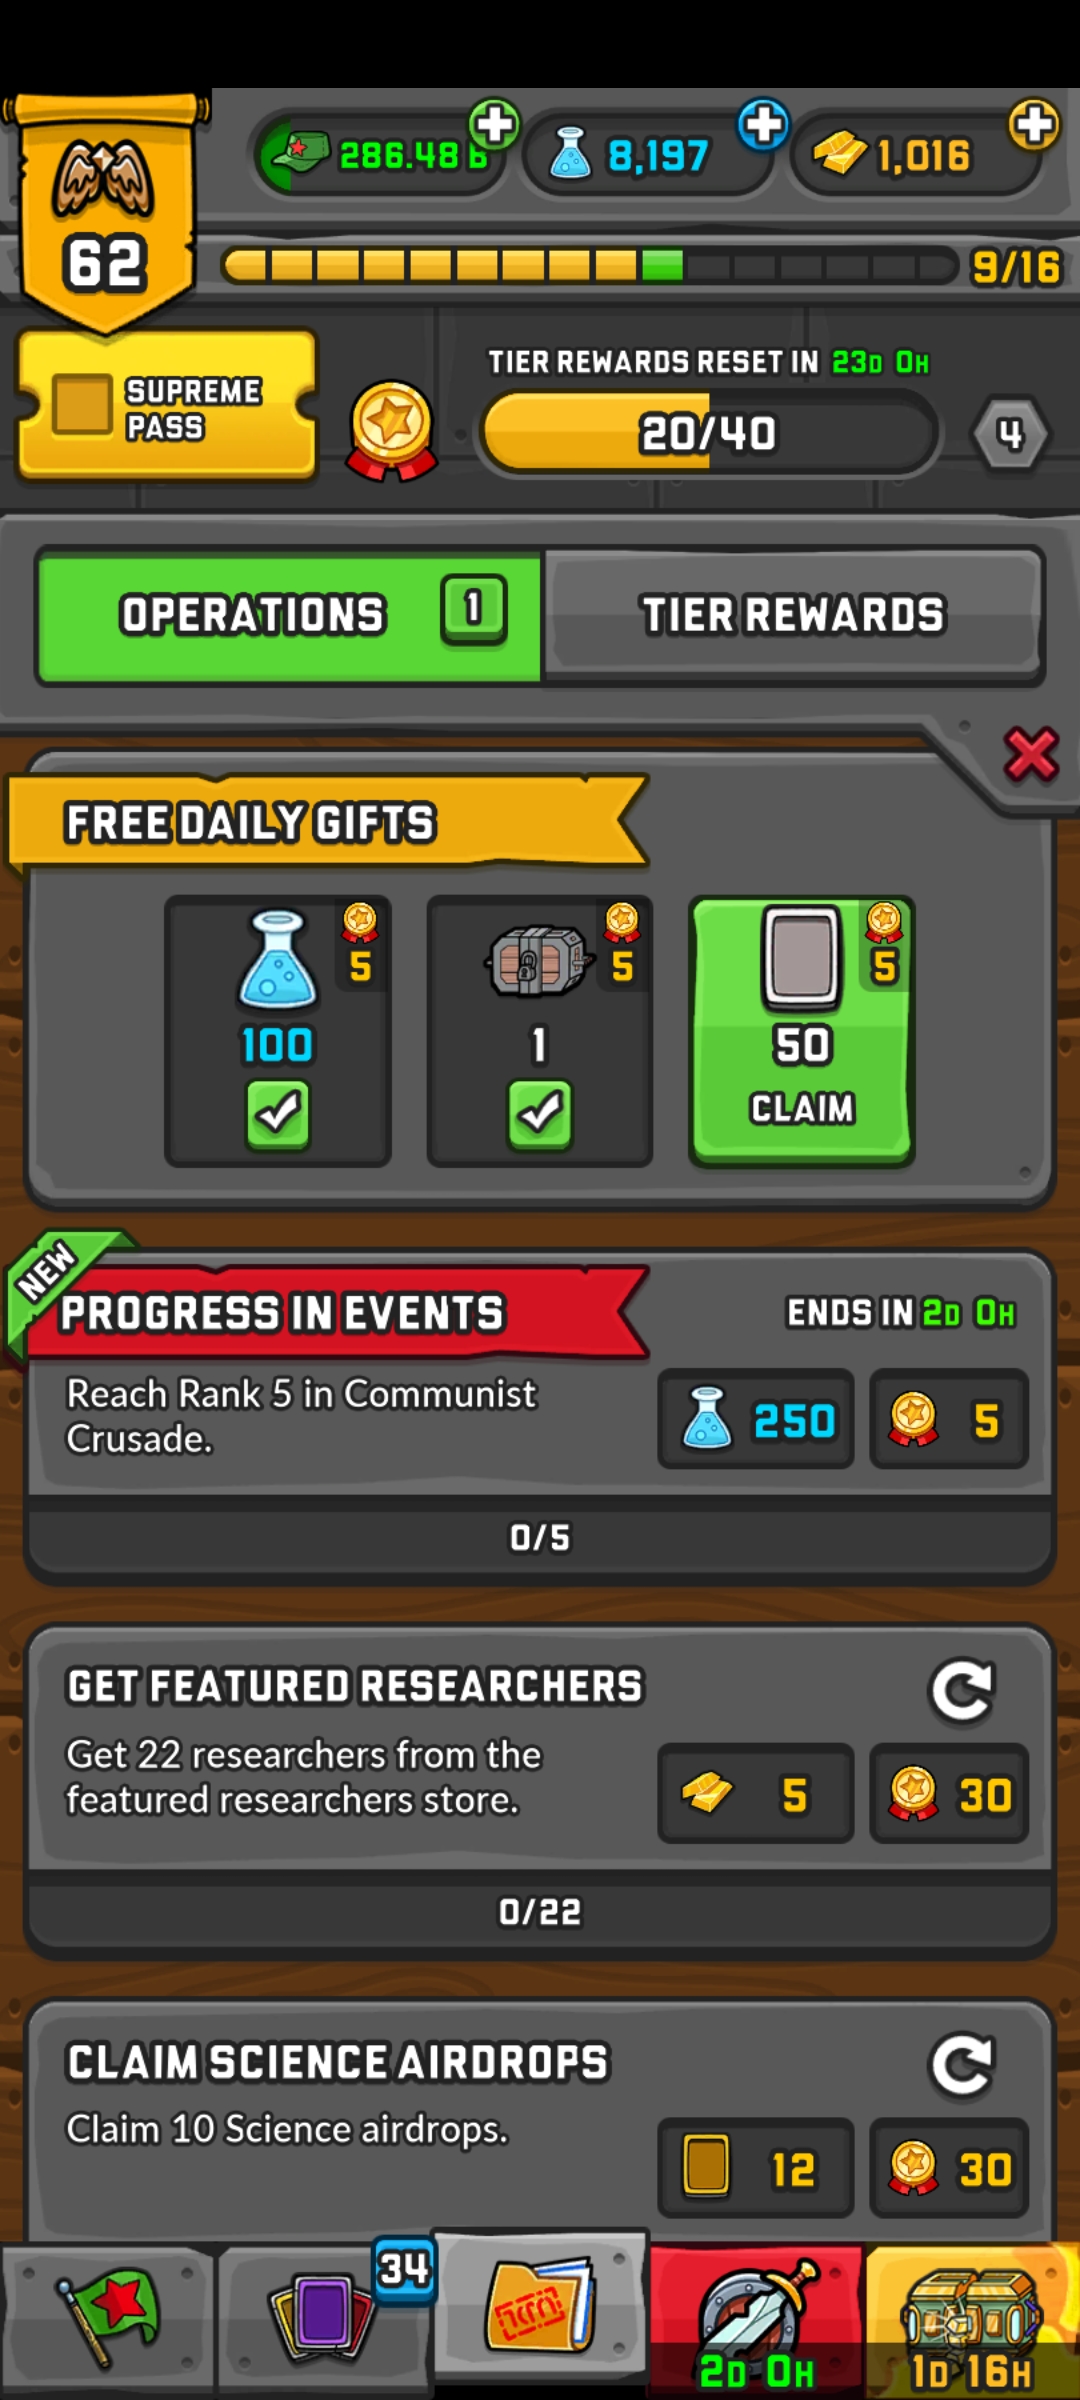 286.48 B
8,197
1,016
62
9/16
SUPREME
PASS
TIER REWARDS RESET IN 23D 0H
20/40
4
OPERATIONS
1
TIER REWARDS
FREE DAILY GIFTS
5
5
5
100
1
50
CLAIM
NEW
PROGRESS IN EVENTS
ENDS IN 2D 0H
Reach Rank 5 in Communist
Crusade.
250
5
0/5
GET FEATURED RESEARCHERS
Get 22 researchers from the
featured researchers store.
5
30
0/22
CLAIM SCIENCE AIRDROPS
Claim 10 Science airdrops.
12
30
34
2D 0H
1D 16H